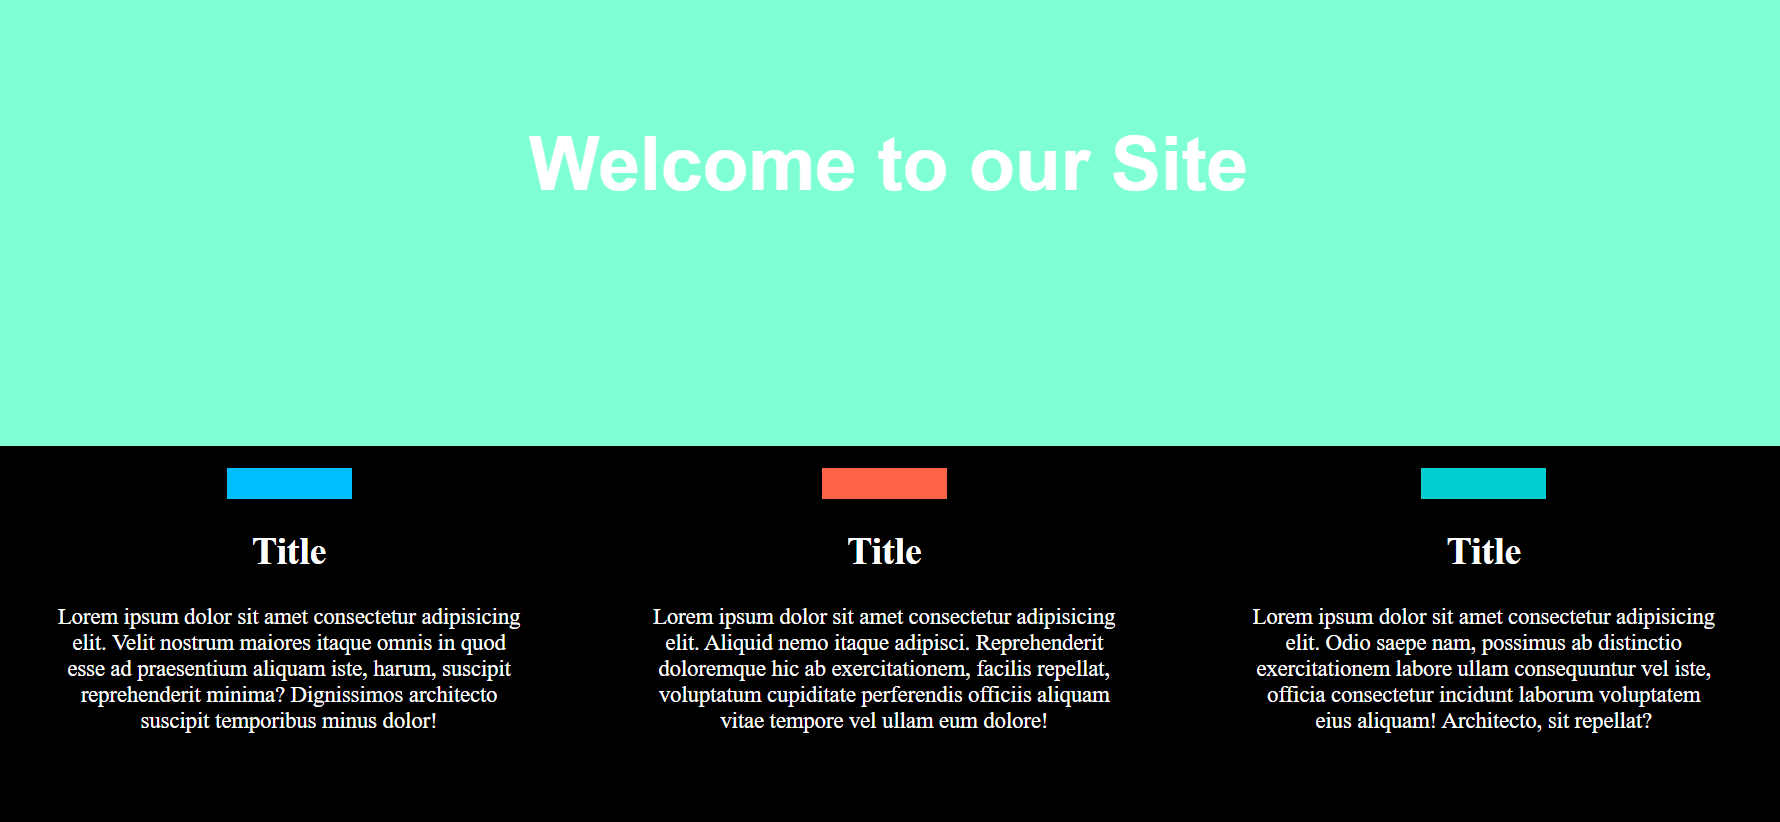 Welcome to our Site
Title
Lorem ipsum dolor sit amet consectetur adipisicing
elit. Velit nostrum maiores itaque omnis in quod
esse ad praesentium aliquam iste, harum, suscipit
reprehenderit minima? Dignissimos architecto
suscipit temporibus minus dolor!
Title
Lorem ipsum dolor sit amet consectetur adipisicing
elit. Aliquid nemo itaque adipisci. Reprehenderit
doloremque hic ab exercitationem, facilis repellat,
voluptatum cupiditate perferendis officiis aliquam
vitae tempore vel ullam eum dolore!
Title
Lorem ipsum dolor sit amet consectetur adipisicing
elit. Odio saepe nam, possimus ab distinctio
exercitationem labore ullam consequuntur vel iste,
officia consectetur incidunt laborum voluptatem
eius aliquam! Architecto, sit repellat?